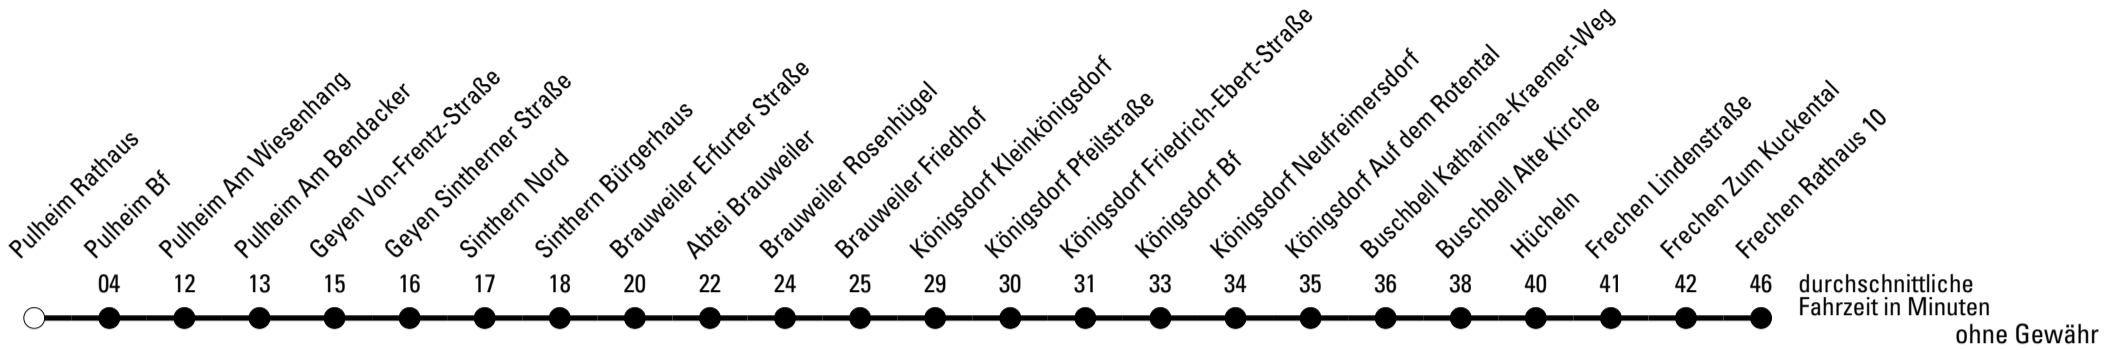 Pulheim Rathaus
Pulheim Bf
Pulheim Am Wiesenhang
Pulheim Am Bendacker
Geyen Von-Frentz-Straße
Geyen Sintherner Straße
Sinthern Nord
Sinthern Bürgerhaus
Brauweiler Erfurter Straße
Abtei Brauweiler
Brauweiler Rosenhügel
Brauweiler Friedhof
Königsdorf Kleinkönigsdorf
Königsdorf Pfeilstraße
Königsdorf Friedrich-Ebert-Straße
Königsdorf Bf
Königsdorf Neufreimersdorf
Königsdorf Auf dem Rotental
Buschbell Katharina-Kraemer-Weg
Buschbell Alte Kirche
Hücheln
Frechen Lindenstraße
Frechen Zum Kuckental
Frechen Rathaus 10
04 12 13 15 16 17 18 20 22 24 25 29 30 31 33 34 35 36 38 40 41 42 46 durchschnittliche
Fahrzeit in Minuten
ohne Gewähr